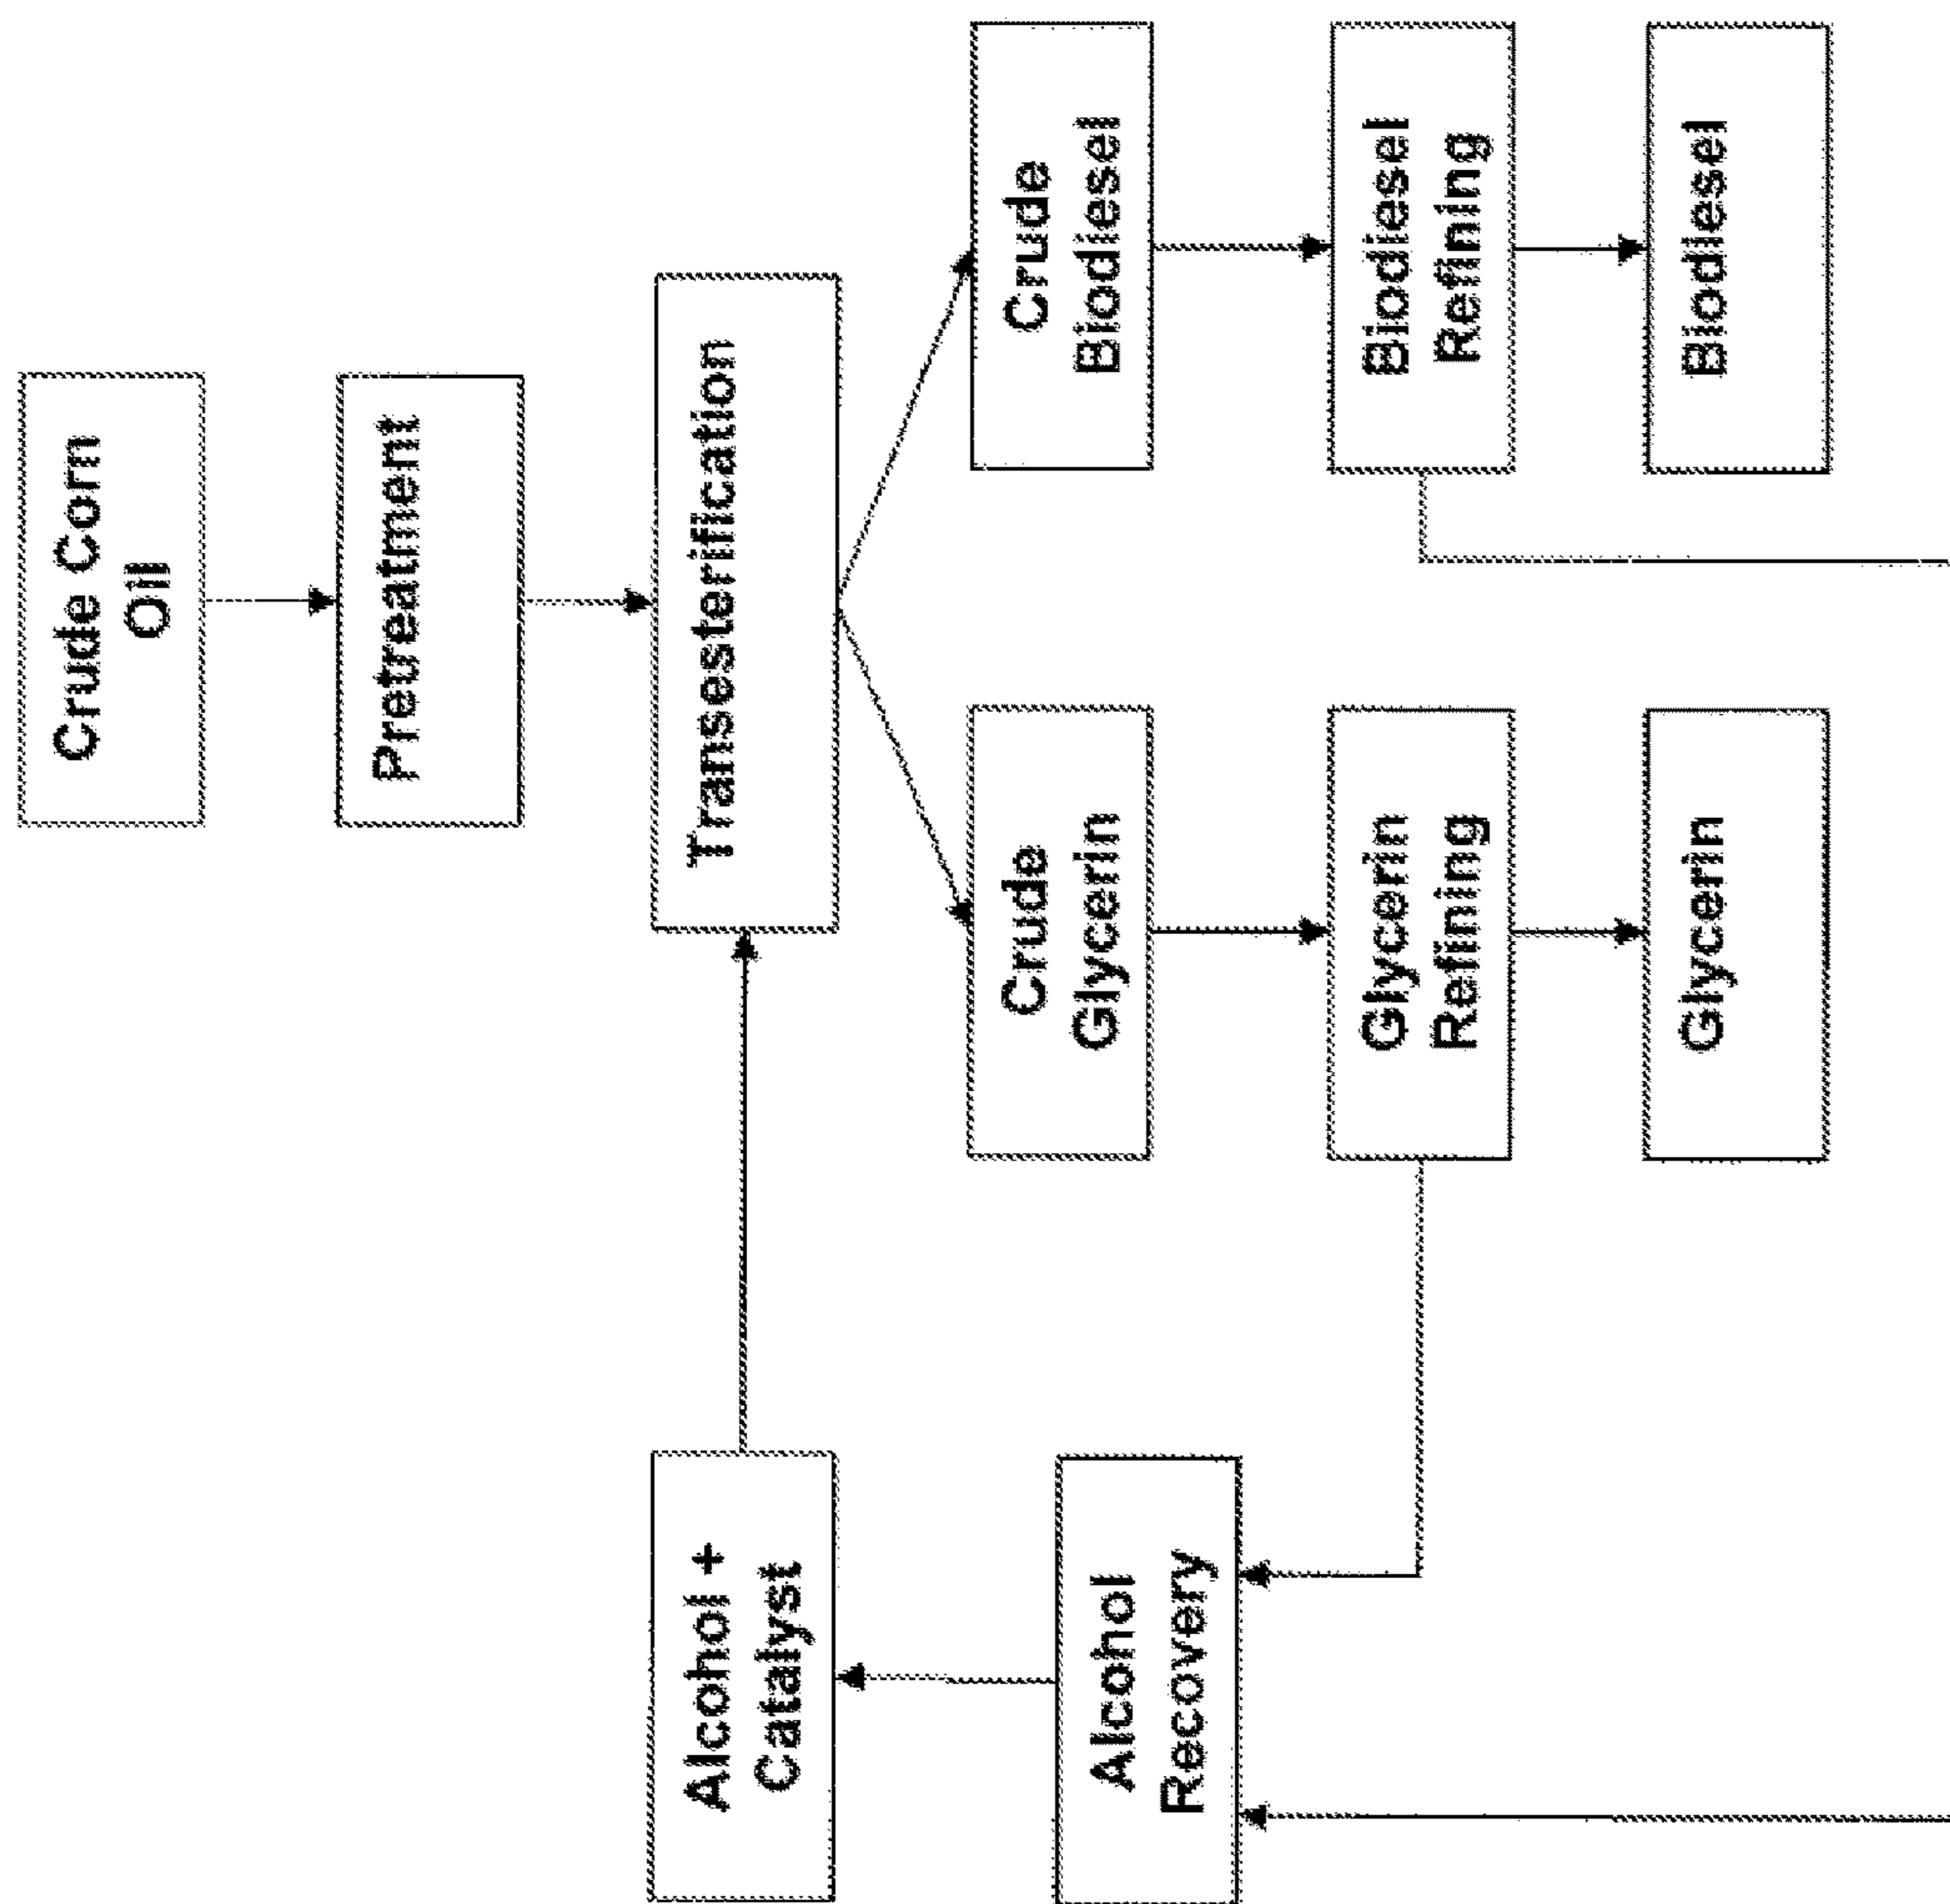 Crude Corn
Oil
Pretreatment
Transesterification
Alcohol +
Catalyst
Crude
Glycerin
Crude
Biodiesel
Alcohol
Recovery
Glycerin
Refining
Biodiesel
Refining
Glycerin
Biodiesel